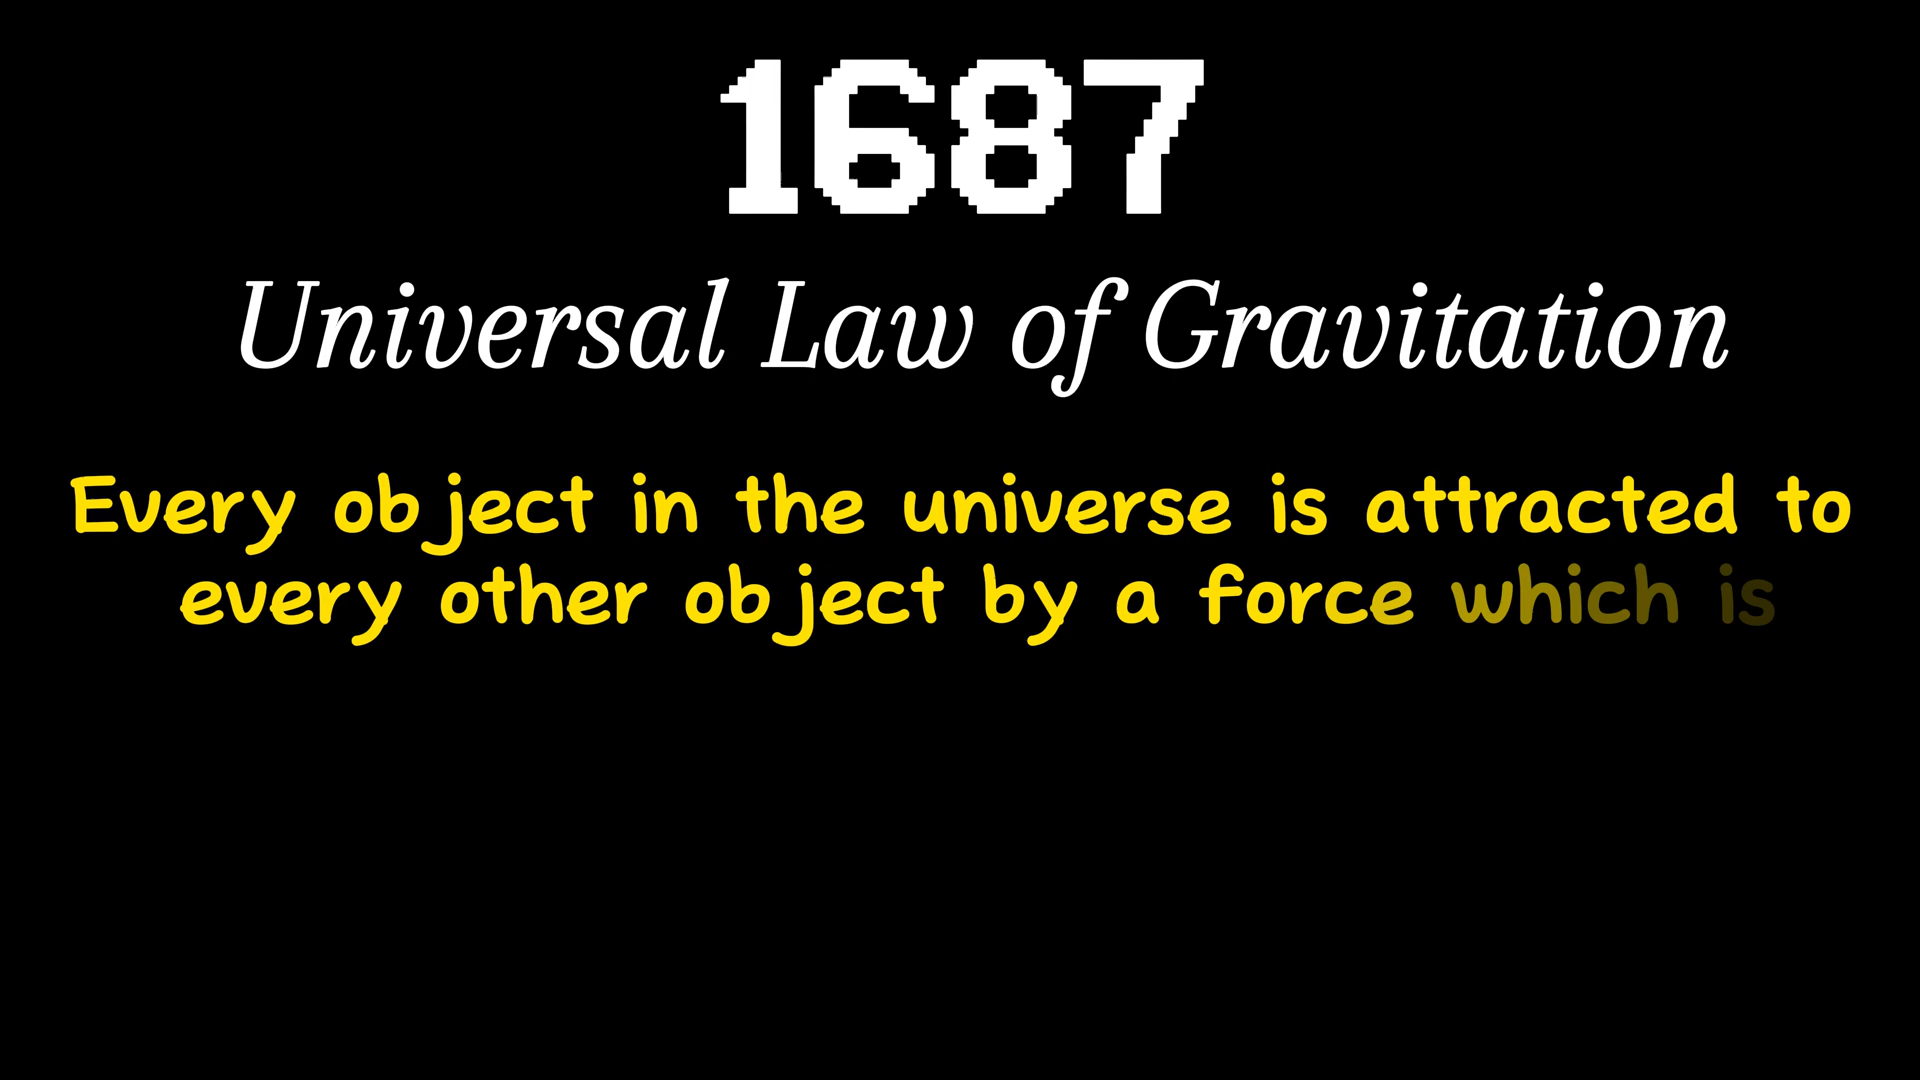 1687
Universal Law of Gravitation
Every object in the universe is attracted to
every other object by a force which is